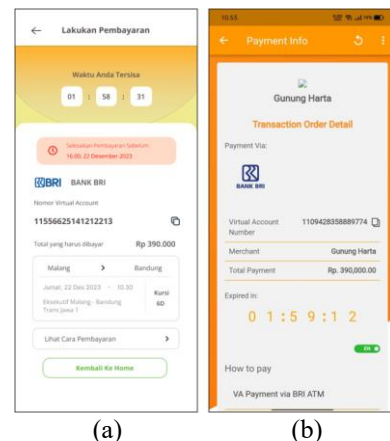 Lakukan Pembayaran
Waktu Anda Tersisa
01 : 58 : 31
Selesaikan Pembayaran Sebelum
16:03, 22 Desember 2023
BRI BANK BRI
Nomor Virtual Account
11556625141212213
Total yang harus dibayar Rp 390.000
Malang > Bandung
Jumat, 22 Des 2023 - 10.30
Kursi
Eksekutif Malang - Bandung
6D
Trans Jawa 1
Lihat Cara Pembayaran >
Kembali Ke Home
(a)
10.55
Payment Info
Gunung Harta
Transaction Order Detail
Payment Via:
BANK BRI
Virtual Account Number 1109428358889774
Merchant Gunung Harta
Total Payment Rp. 390,000.00
Expired in:
0 1 : 5 9 : 1 2
EN
How to pay
VA Payment via BRI ATM
(b)